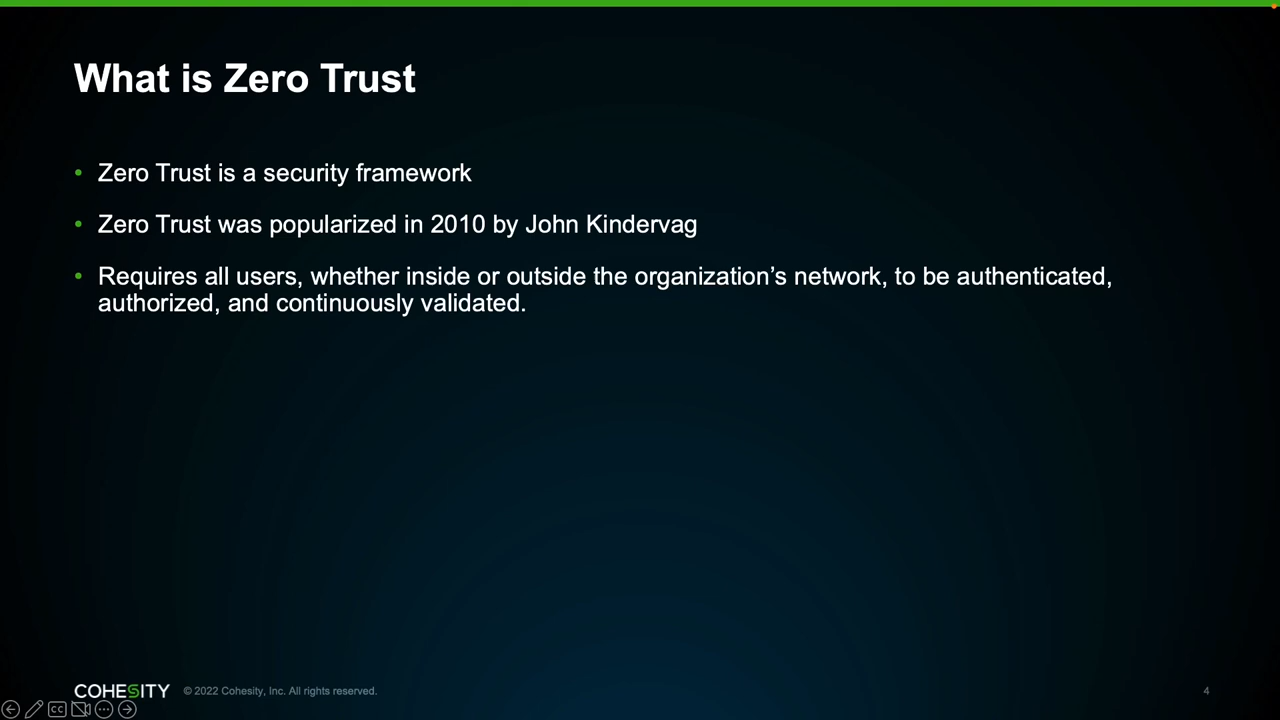 What is Zero Trust
• Zero Trust is a security framework
• Zero Trust was popularized in 2010 by John Kindervag
• Requires all users, whether inside or outside the organization’s network, to be authenticated,
authorized, and continuously validated.
COHESITY © 2022 Cohesity, Inc. All rights reserved. 4
CC